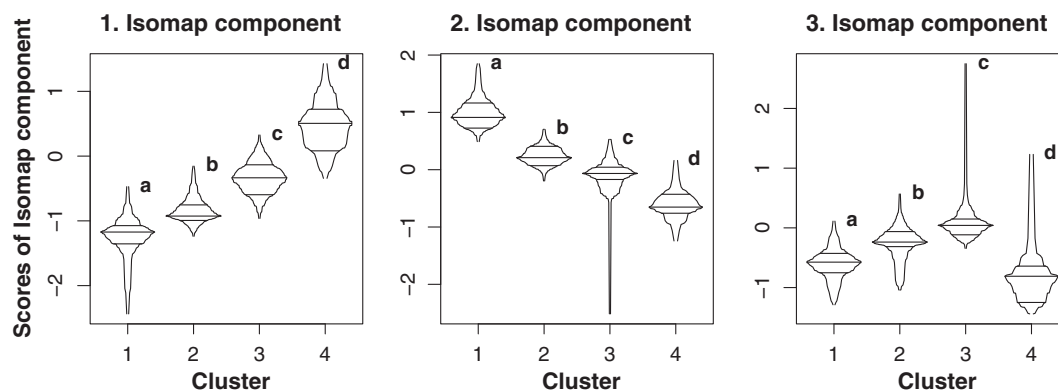 1. Isomap component
2. Isomap component
3. Isomap component
Scores of Isomap component
1
0
−1
−2
a
b
c
d
1 2 3 4
Cluster
2
1
0
−1
−2
a
b
c
d
1 2 3 4
Cluster
2
1
0
−1
a
b
c
d
1 2 3 4
Cluster